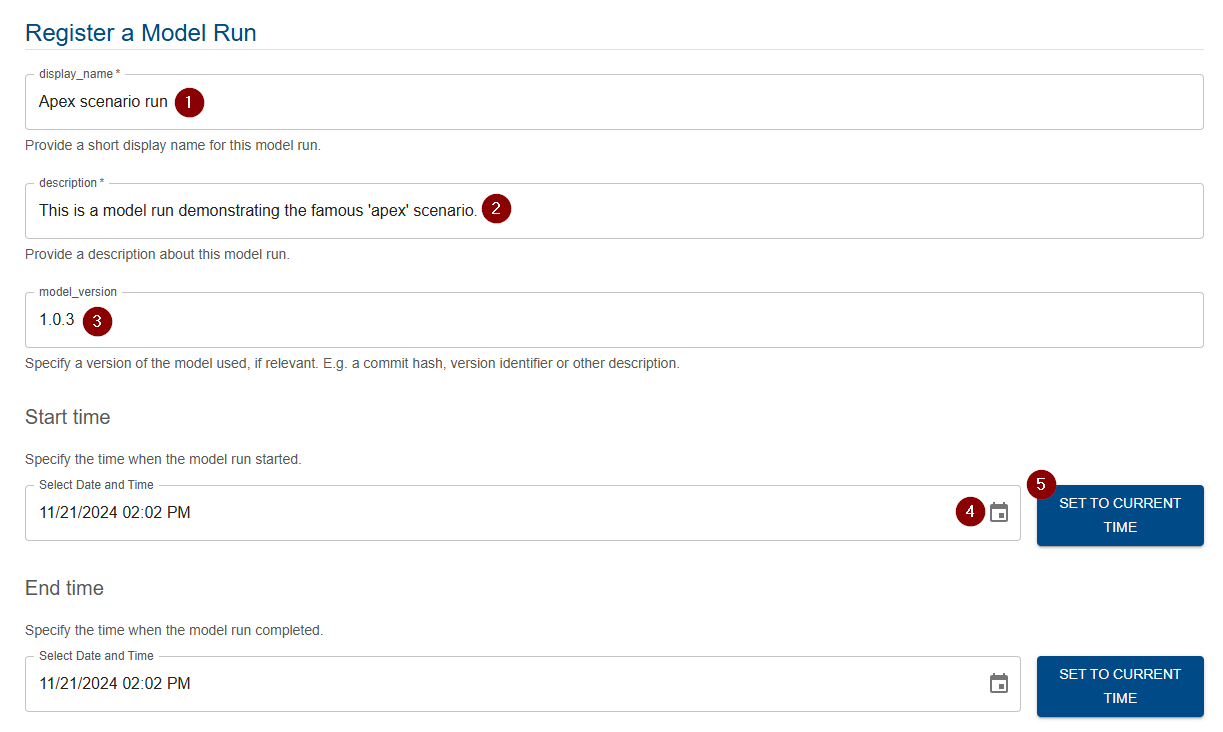 Register a Model Run
display_name *
Apex scenario run 1
Provide a short display name for this model run.
description *
This is a model run demonstrating the famous 'apex' scenario. 2
Provide a description about this model run.
model_version
1.0.3 3
Specify a version of the model used, if relevant. E.g. a commit hash, version identifier or other description.
Start time
Specify the time when the model run started.
Select Date and Time
11/21/2024 02:02 PM 4
5
SET TO CURRENT
TIME
End time
Specify the time when the model run completed.
Select Date and Time
11/21/2024 02:02 PM
SET TO CURRENT
TIME